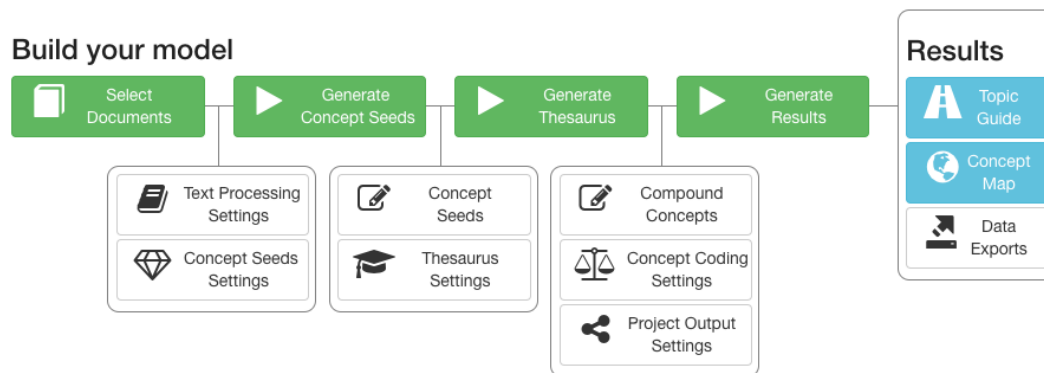 Build your model
Results
Select
Documents
Generate
Concept Seeds
Generate
Thesaurus
Generate
Results
Topic
Guide
Concept
Map
Data
Exports
Text Processing
Settings
Concept Seeds
Settings
Concept
Seeds
Thesaurus
Settings
Compound
Concepts
Concept Coding
Settings
Project Output
Settings